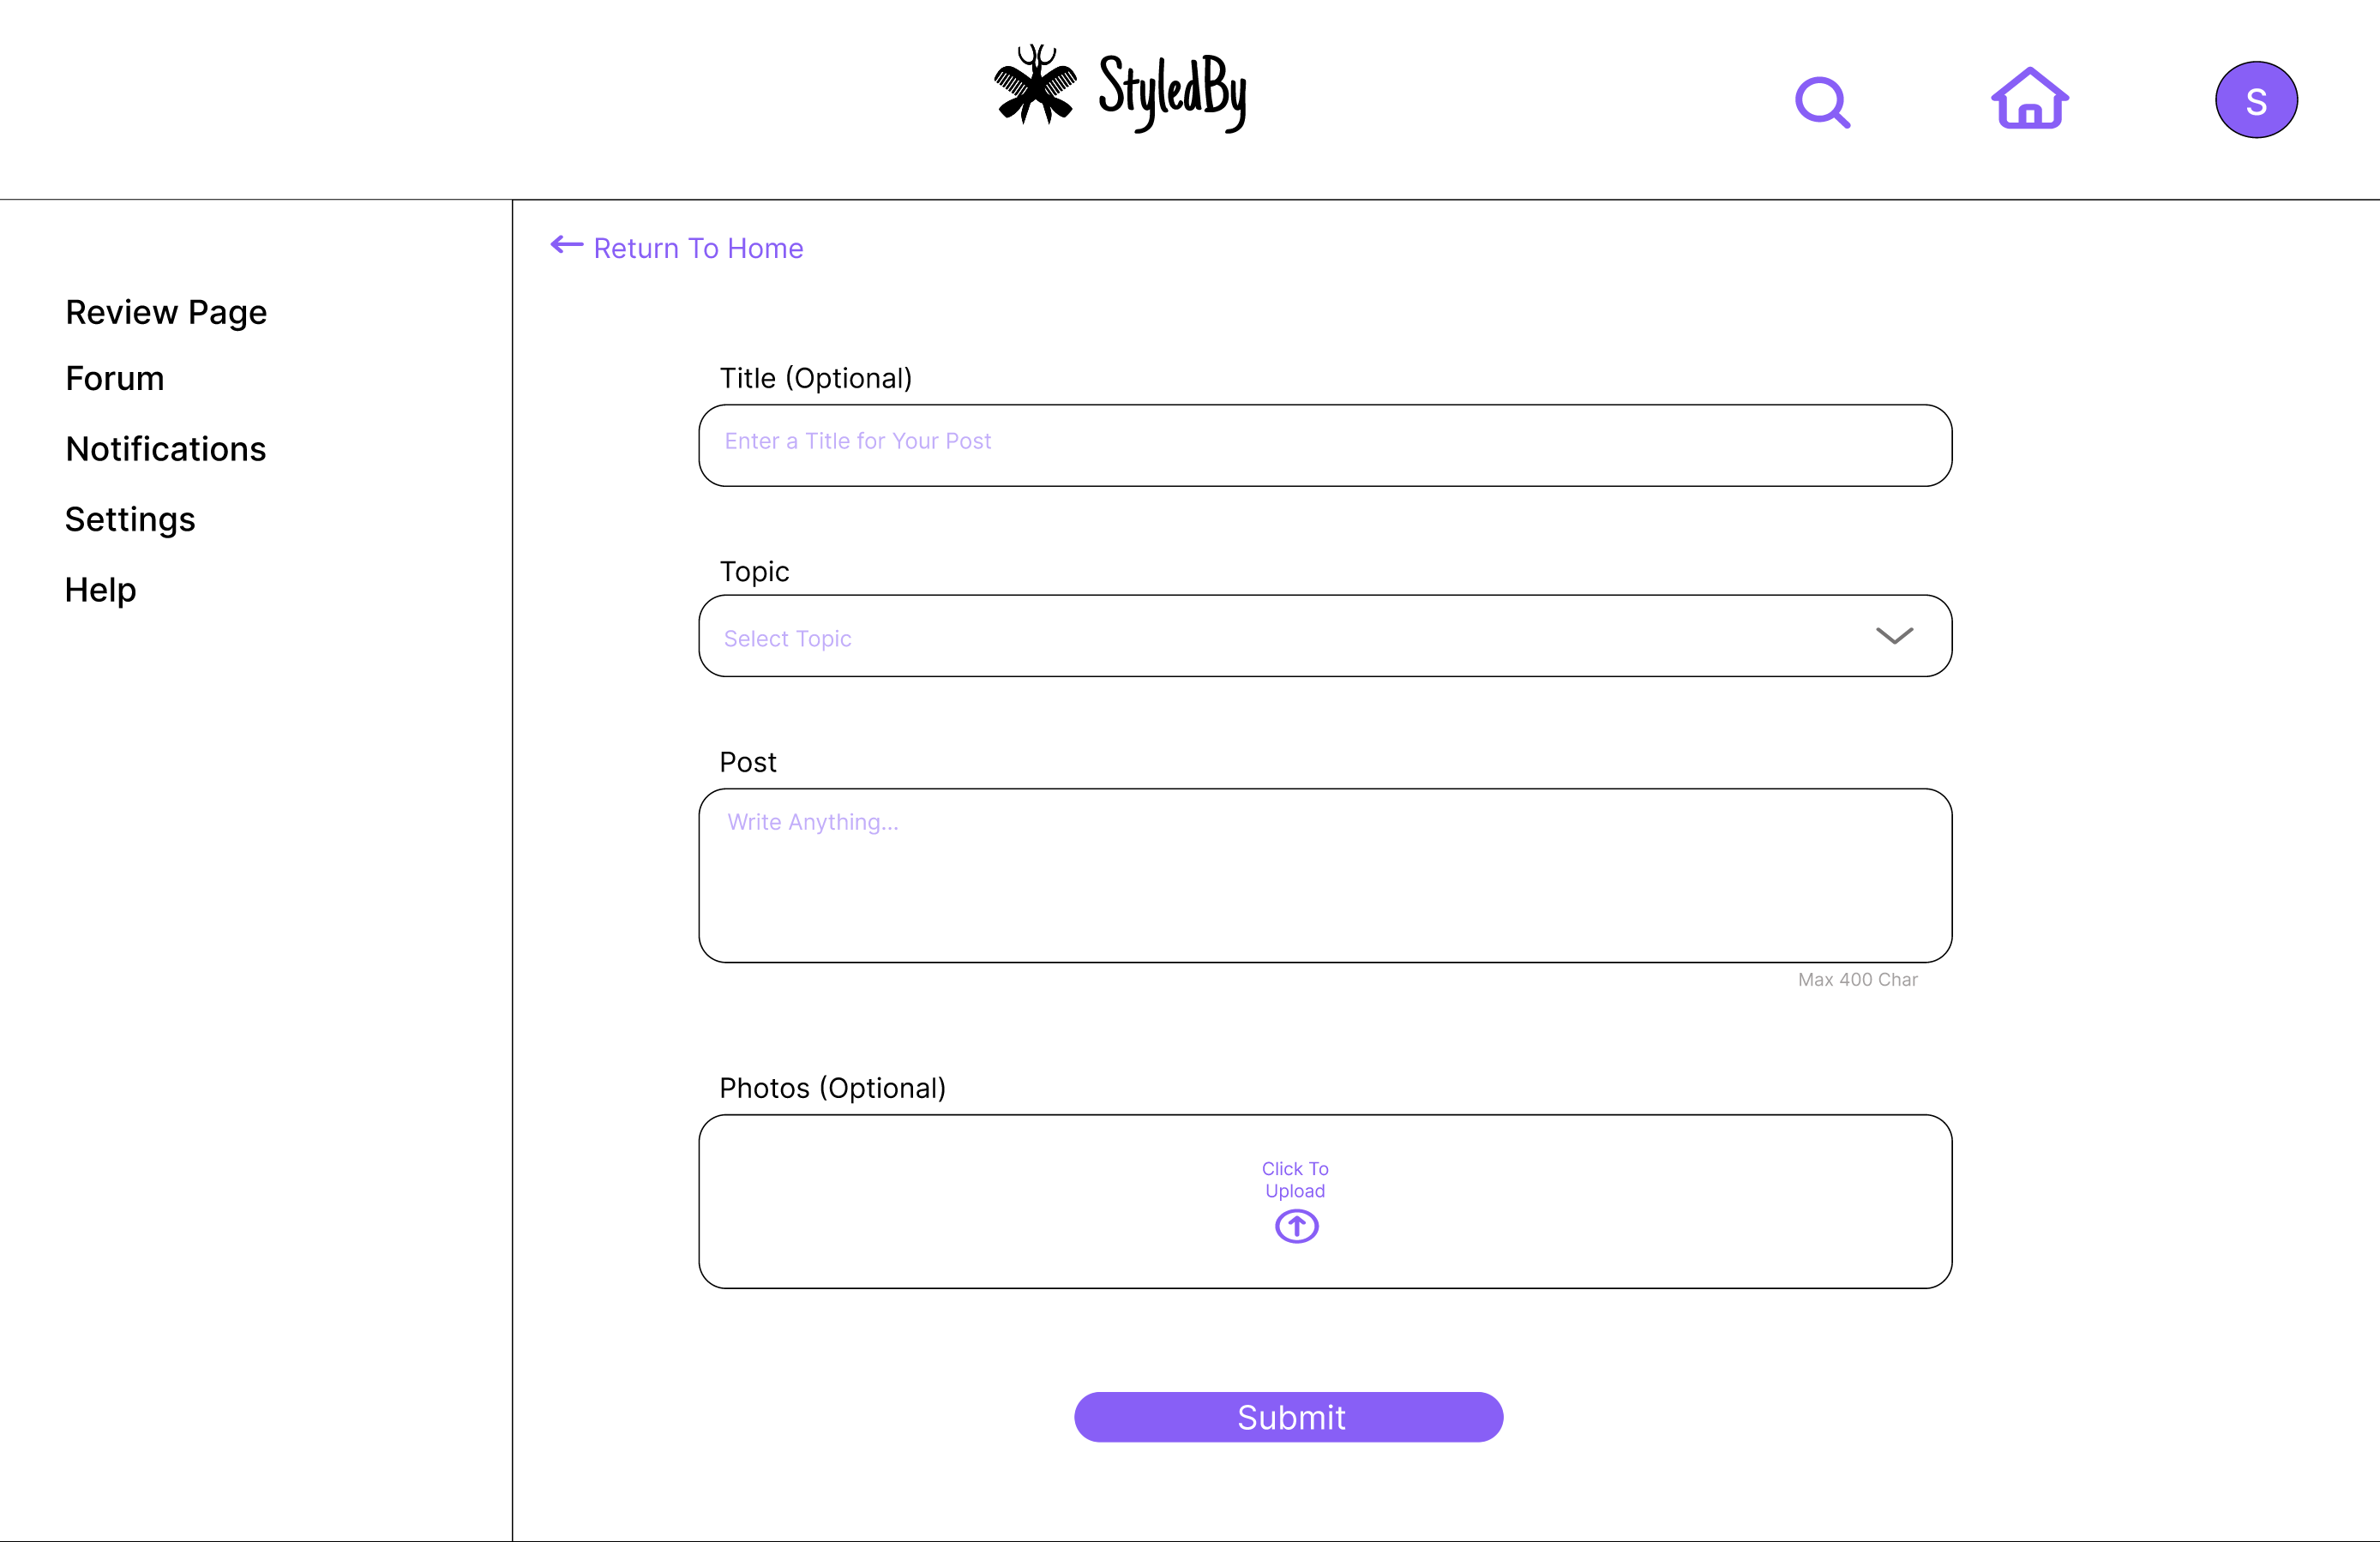 StyledBy
S
Return To Home
Review Page
Forum
Notifications
Settings
Help
Title (Optional)
Enter a Title for Your Post
Topic
Select Topic
Post
Write Anything...
Max 400 Char
Photos (Optional)
Click To
Upload
Submit